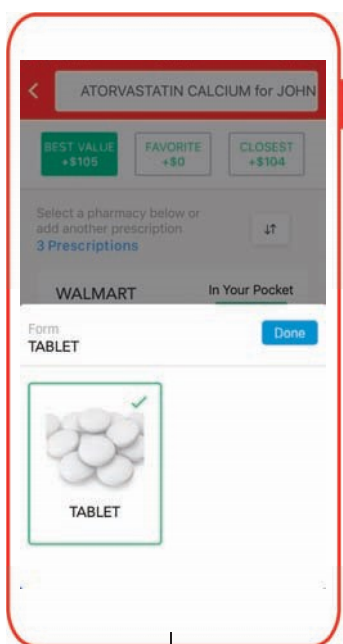 ATORVASTATIN CALCIUM for JOHN
BEST VALUE FAVORITE CLOSEST
+$105 +$0 +$104
Select a pharmacy below or
add another prescription
3 Prescriptions
WALMART In Your Pocket
Form
TABLET
Done
TABLET